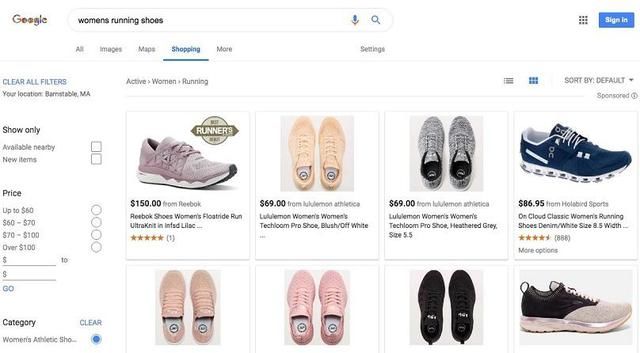 Google
womens running shoes
Sign in
All Images Maps Shopping More Settings
CLEAR ALL FILTERS
Your location: Barnstable, MA
Active › Women › Running
SORT BY: DEFAULT
Sponsored
Show only
Available nearby
New items
Price
Up to $60
$60 – $70
$70 – $100
Over $100
$ to
$
GO
Category CLEAR
Women's Athletic Sho...
BEST
RUNNER'S
DEBUT
$150.00 from Reebok
Reebok Shoes Women's Floatride Run
UltraKnit in Infsd Lilac ...
(1)
$69.00 from lululemon athletica
Lululemon Women's Women's
Techloom Pro Shoe, Blush/Off White
...
$69.00 from lululemon athletica
Lululemon Women's Women's
Techloom Pro Shoe, Heathered Grey,
Size 5.5
$86.95 from Holabird Sports
On Cloud Classic Women's Running
Shoes Denim/White Size 8.5 Width ...
(888)
More options